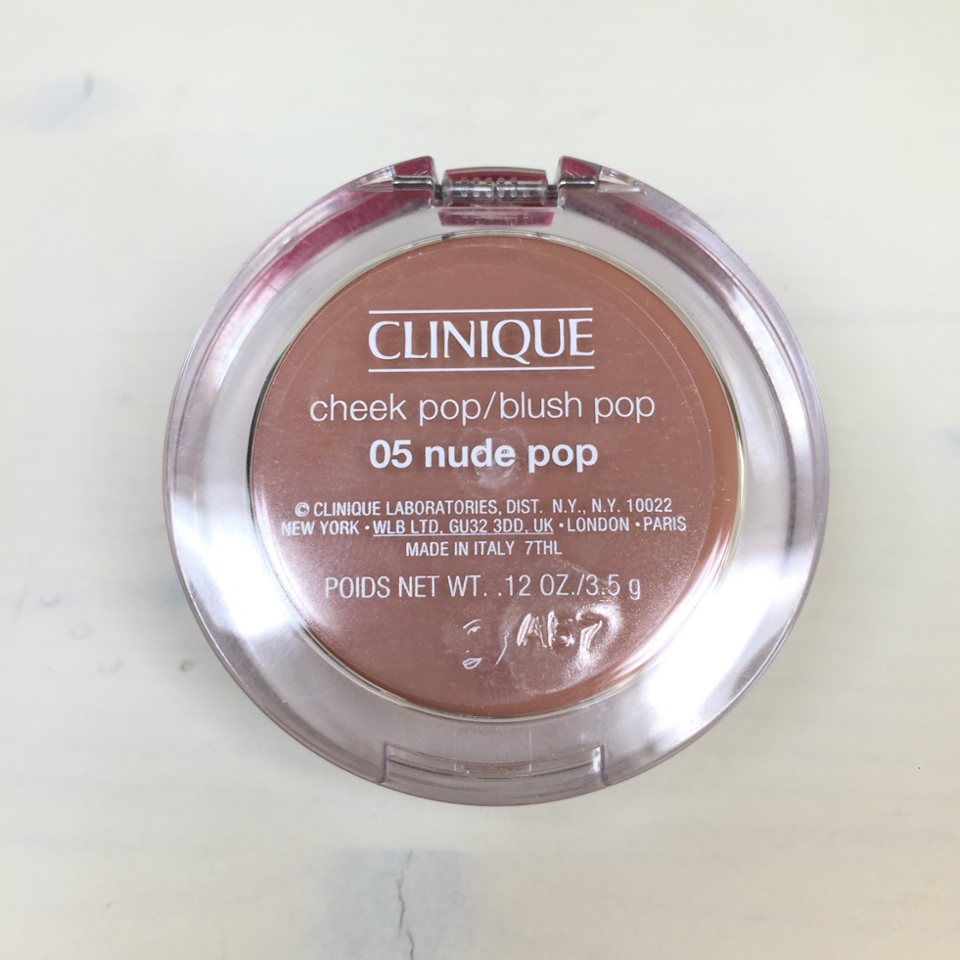 CLINIQUE
cheek pop/blush pop
05 nude pop
© CLINIQUE LABORATORIES, DIST. N.Y., N.Y. 10022
NEW YORK • WLB LTD. GU32 3DD, UK • LONDON • PARIS
MADE IN ITALY 7THL
POIDS NET WT. .12 OZ./3.5 g